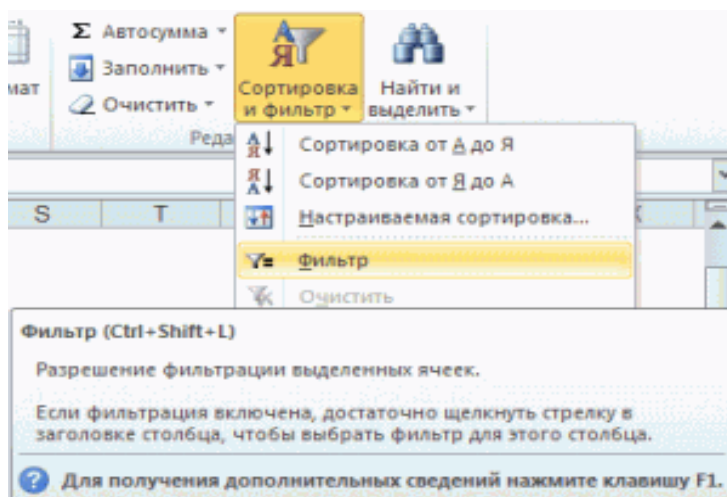 Σ Автосумма
Заполнить
Очистить
мат
Сортировка
и фильтр
Найти и
выделить
Реда
Сортировка от А до Я
Сортировка от Я до А
Настраиваемая сортировка...
Фильтр
Очистить
S T
Фильтр (Ctrl+Shift+L)
Разрешение фильтрации выделенных ячеек.
Если фильтрация включена, достаточно щелкнуть стрелку в
заголовке столбца, чтобы выбрать фильтр для этого столбца.
Для получения дополнительных сведений нажмите клавишу F1.